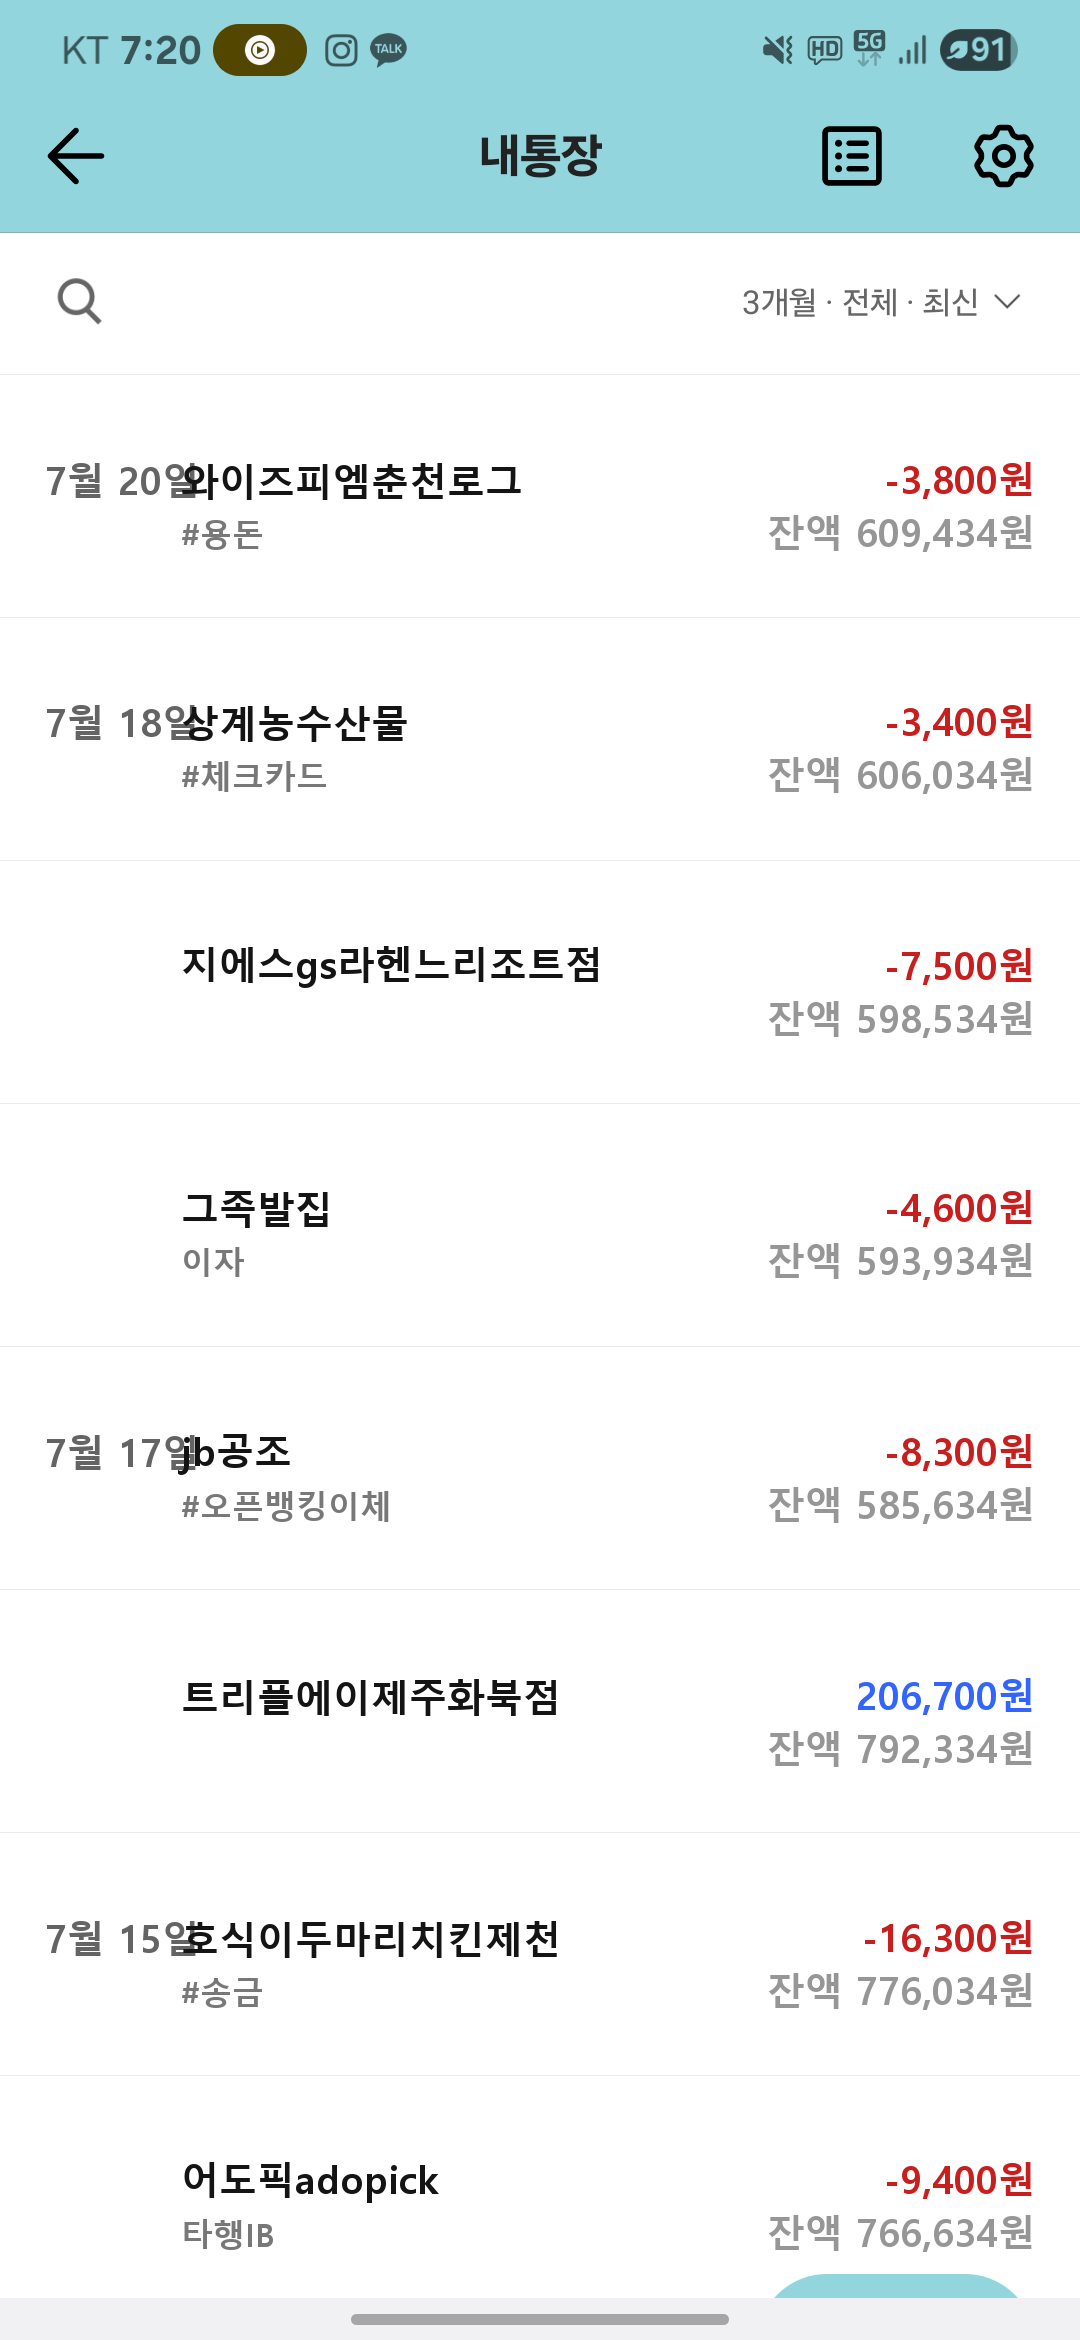 KT 7:20 TALK HD 5G 91
내통장
3개월 · 전체 · 최신
7월 20일 와이즈피엠춘천로그 -3,800원
#용돈 잔액 609,434원
7월 18일 상계농수산물 -3,400원
#체크카드 잔액 606,034원
지에스gs라헨느리조트점 -7,500원
잔액 598,534원
그족발집 -4,600원
이자 잔액 593,934원
7월 17일 jb공조 -8,300원
#오픈뱅킹이체 잔액 585,634원
트리플에이제주화북점 206,700원
잔액 792,334원
7월 15일 호식이두마리치킨제천 -16,300원
#송금 잔액 776,034원
어도픽adopick -9,400원
타행IB 잔액 766,634원